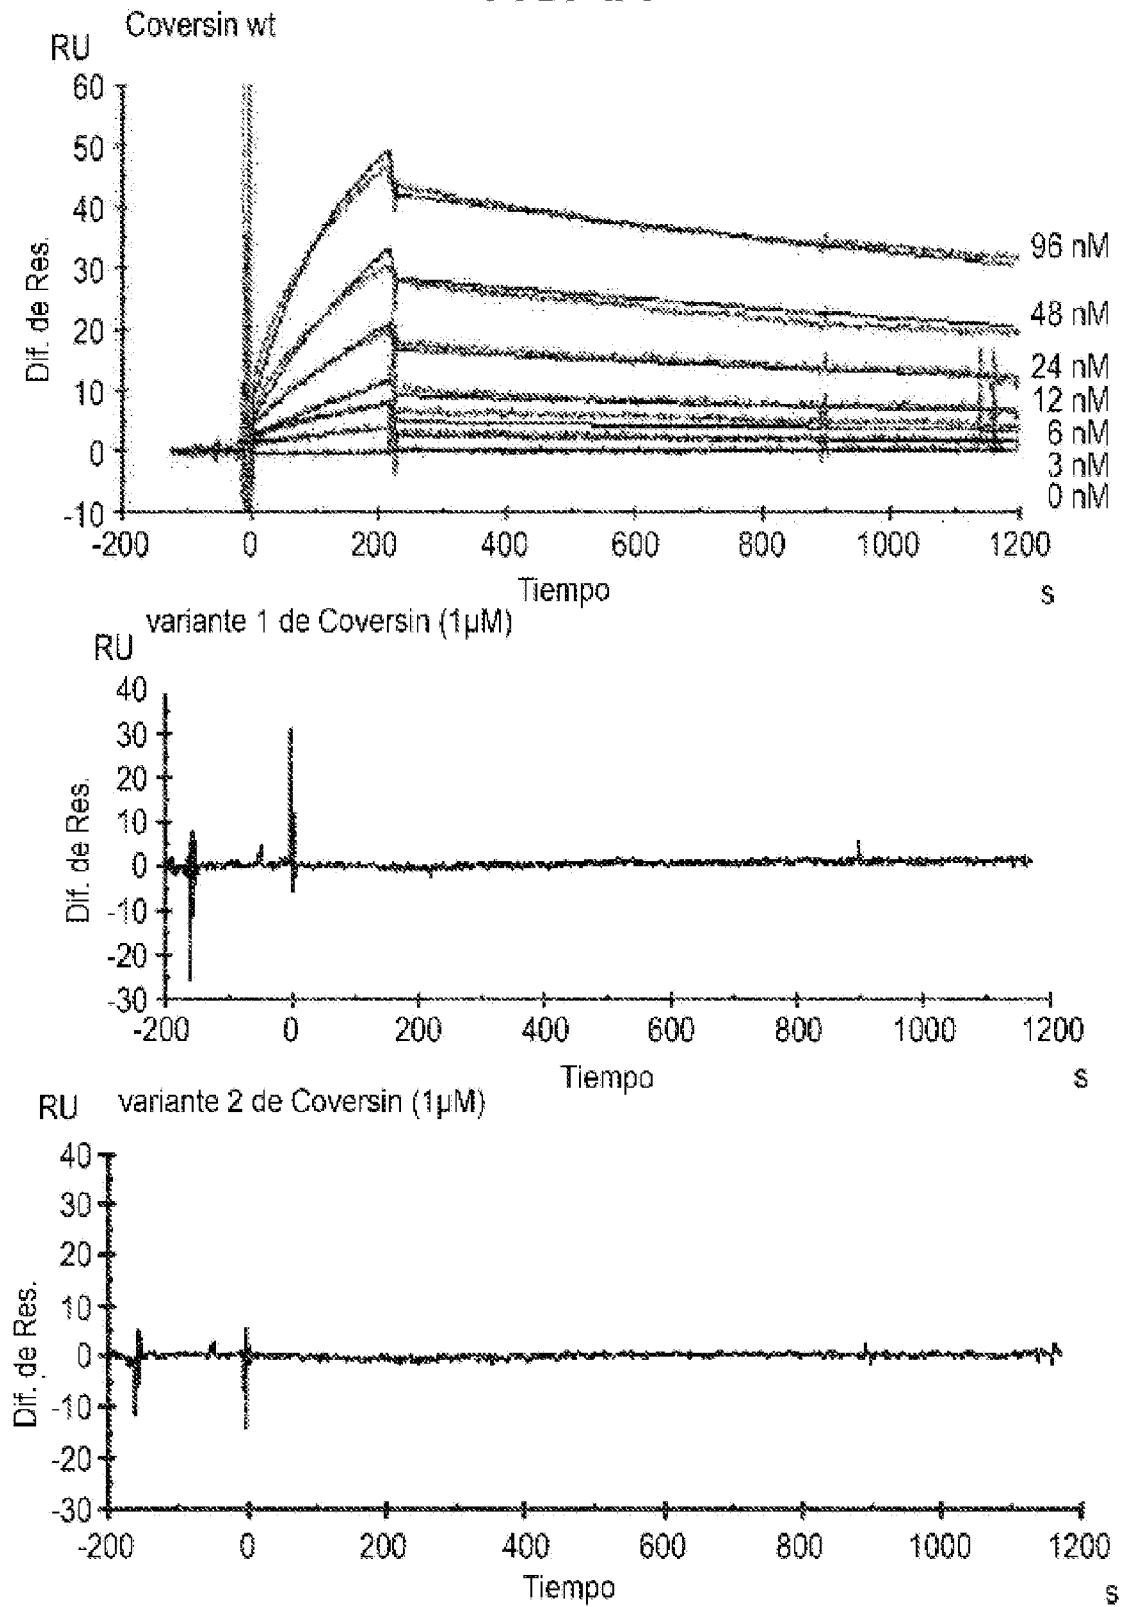 Coversin wt
RU
Dif. de Res.
60
50
40
30
20
10
0
-10
96 nM
48 nM
24 nM
12 nM
6 nM
3 nM
0 nM
-200 0 200 400 600 800 1000 1200
Tiempo
s
variante 1 de Coversin (1µM)
RU
Dif. de Res.
40
30
20
10
0
-10
-20
-30
-200 0 200 400 600 800 1000 1200
Tiempo
s
variante 2 de Coversin (1µM)
RU
Dif. de Res.
40
30
20
10
0
-10
-20
-30
-200 0 200 400 600 800 1000 1200
Tiempo
s